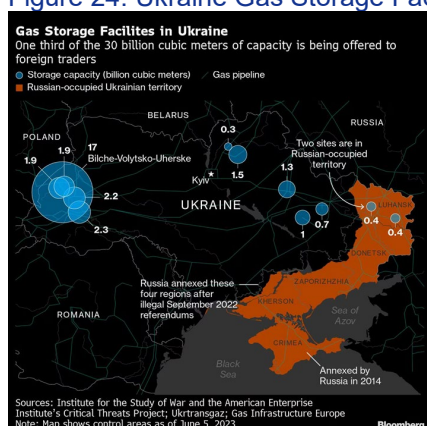 Figure 24: Ukraine Gas Storage Fac
Gas Storage Facilites in Ukraine
One third of the 30 billion cubic meters of capacity is being offered to
foreign traders
Storage capacity (billion cubic meters)
Gas pipeline
Russian-occupied Ukrainian territory
BELARUS
RUSSIA
POLAND
0.3
Two sites are in
Russian-occupied
territory
1.9
17
Bilche-Volytsko-Uherske
1.9
Kyiv
1.5
1.3
2.2
UKRAINE
LUHANSK
0.4
0.7
0.4
2.3
1
DONETSK
Russia annexed these
four regions after
illegal September 2022
referendums
ZAPORIZHZHIA
KHERSON
Sea of
Azov
ROMANIA
CRIMEA
Black
Sea
Annexed by
Russia in 2014
Sources: Institute for the Study of War and the American Enterprise
Institute's Critical Threats Project; Ukrtransgaz; Gas Infrastructure Europe
Note: Map shows control areas as of June 5, 2023
Bloomberg